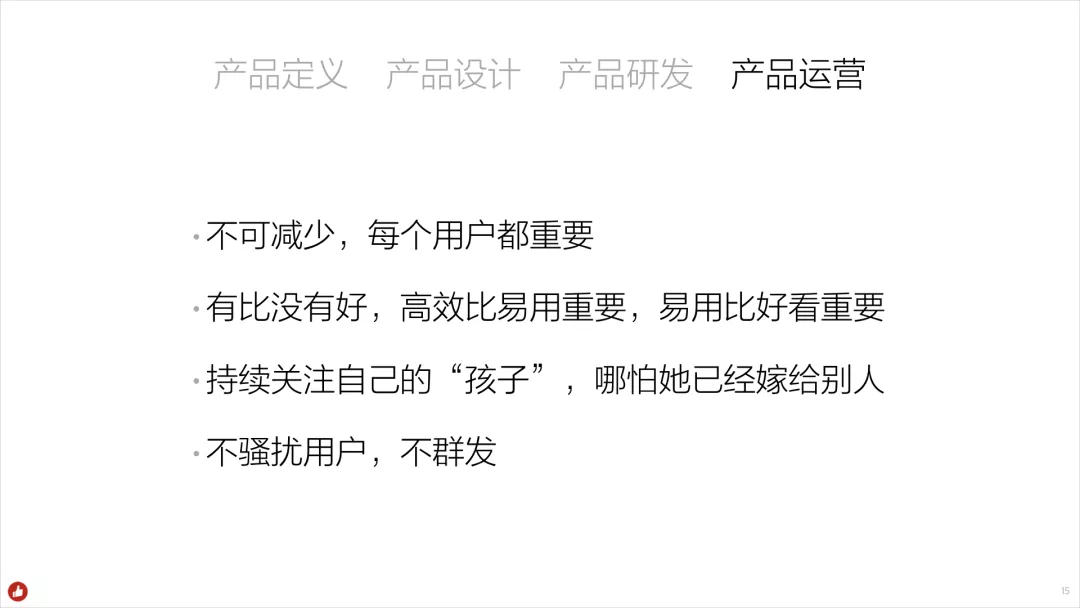 产品定义 产品设计 产品研发 产品运营
• 不可减少，每个用户都重要
• 有比没有好，高效比易用重要，易用比好看重要
• 持续关注自己的“孩子”，哪怕她已经嫁给别人
• 不骚扰用户，不群发
15